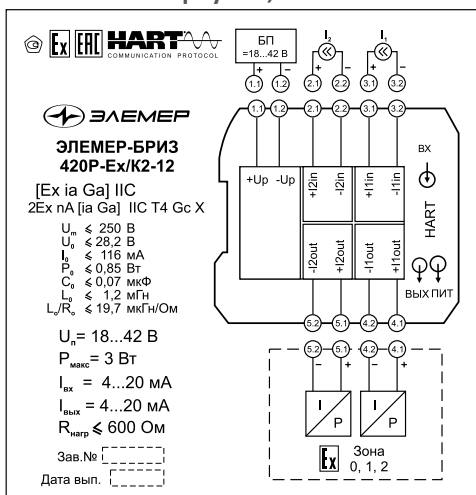 Ex ЕАС HART
COMMUNICATION PROTOCOL
ЭЛЕМЕР
ЭЛЕМЕР-БРИЗ
420Р-Ех/К2-12
[Ex ia Ga] IIC
2Ex nA [ia Ga] IIC T4 Gc X
Um ⩽ 250 В
U₀ ⩽ 28,2 В
I₀ ⩽ 116 мА
P₀ ⩽ 0,85 Вт
C₀ ⩽ 0,07 мкФ
L₀ ⩽ 1,2 мГн
L₀/R₀ ⩽ 19,7 мкГн/Ом
Uп= 18...42 В
Pмакс= 3 Вт
Iвх = 4...20 мА
Iвых = 4...20 мА
Rнагр ⩽ 600 Ом
Зав.№
Дата вып.
БП
=18...42 В
I₂ I₁
+ − + − + −
1.1 1.2 2.1 2.2 3.1 3.2
1.1 1.2 2.1 2.2 3.1 3.2
+Up -Up +I2in -I2in +I1in -I1in
-I2out +I2out -I1out +I1out
ВХ
HART
ВЫХ ПИТ
5.2 5.1 4.2 4.1
5.2 5.1 4.2 4.1
− + − +
I P I P
Ex Зона
0, 1, 2